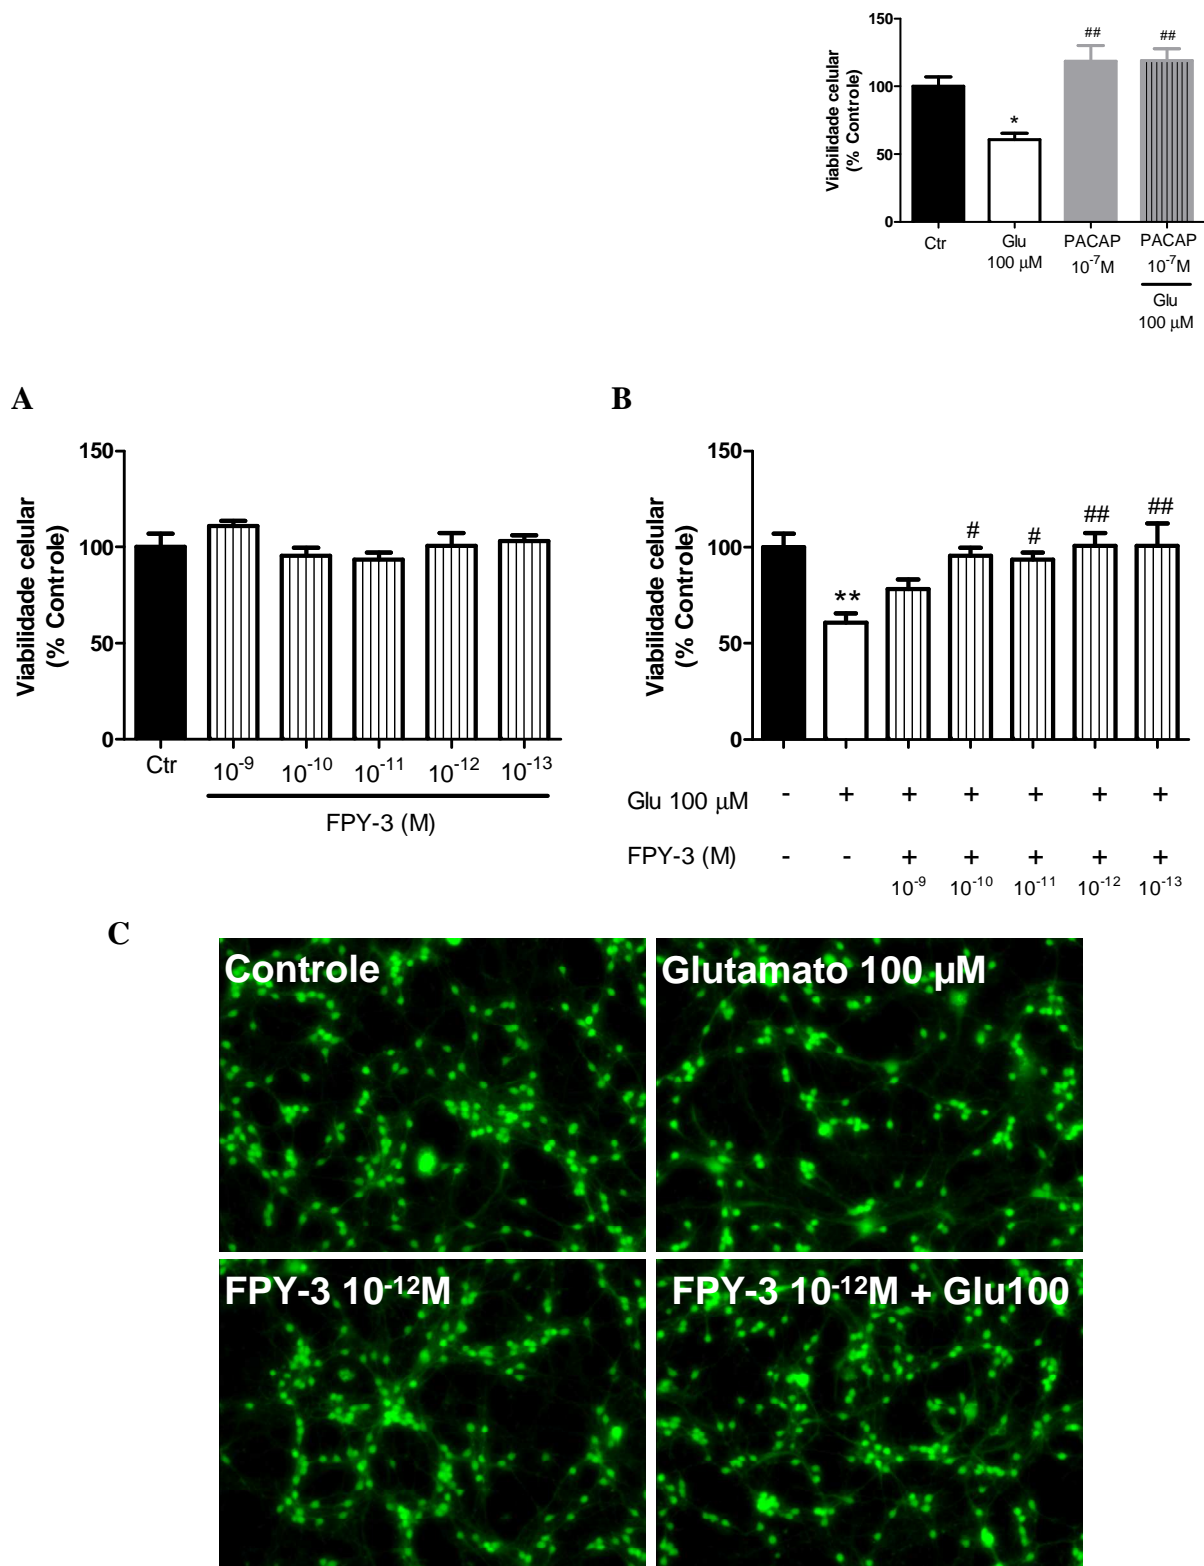 150
100
50
0
Viabilidade celular
(% Controle)
*
##
##
Ctr
Glu
100 μM
PACAP
10⁻⁷M
PACAP
10⁻⁷M
Glu
100 μM
A
150
100
50
0
Viabilidade celular
(% Controle)
Ctr
10⁻⁹
10⁻¹⁰
10⁻¹¹
10⁻¹²
10⁻¹³
FPY-3 (M)
B
150
100
50
0
Viabilidade celular
(% Controle)
**
#
#
##
##
Glu 100 μM - + + + + + +
FPY-3 (M) - - + + + + +
10⁻⁹ 10⁻¹⁰ 10⁻¹¹ 10⁻¹² 10⁻¹³
C
Controle
Glutamato 100 µM
FPY-3 10⁻¹²M
FPY-3 10⁻¹²M + Glu100